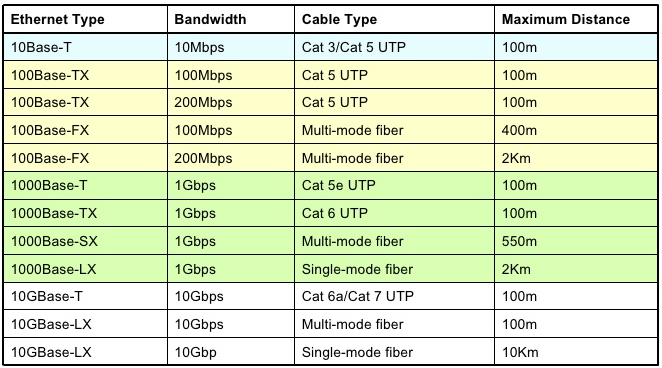 Ethernet Type Bandwidth Cable Type Maximum Distance
10Base-T 10Mbps Cat 3/Cat 5 UTP 100m
100Base-TX 100Mbps Cat 5 UTP 100m
100Base-TX 200Mbps Cat 5 UTP 100m
100Base-FX 100Mbps Multi-mode fiber 400m
100Base-FX 200Mbps Multi-mode fiber 2Km
1000Base-T 1Gbps Cat 5e UTP 100m
1000Base-TX 1Gbps Cat 6 UTP 100m
1000Base-SX 1Gbps Multi-mode fiber 550m
1000Base-LX 1Gbps Single-mode fiber 2Km
10GBase-T 10Gbps Cat 6a/Cat 7 UTP 100m
10GBase-LX 10Gbps Multi-mode fiber 100m
10GBase-LX 10Gbp Single-mode fiber 10Km